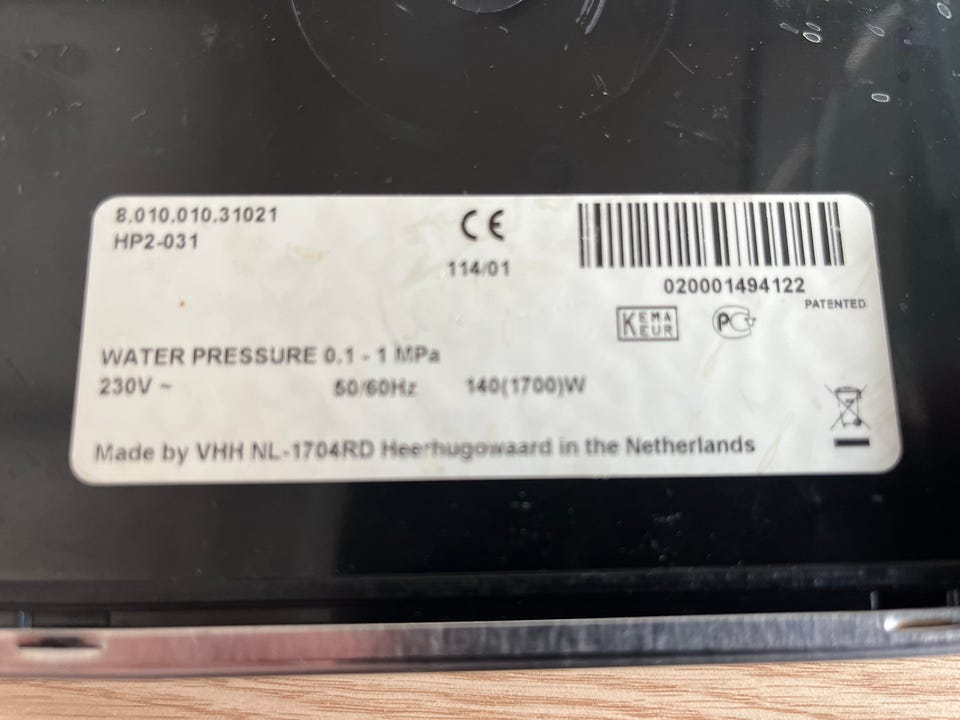 8.010.010.31021
HP2-031
CE
114/01
020001494122
PATENTED
KEMA
KEUR
PG
WATER PRESSURE 0.1 - 1 MPa
230V ~ 50/60Hz 140(1700)W
Made by VHH NL-1704RD Heerhugowaard in the Netherlands